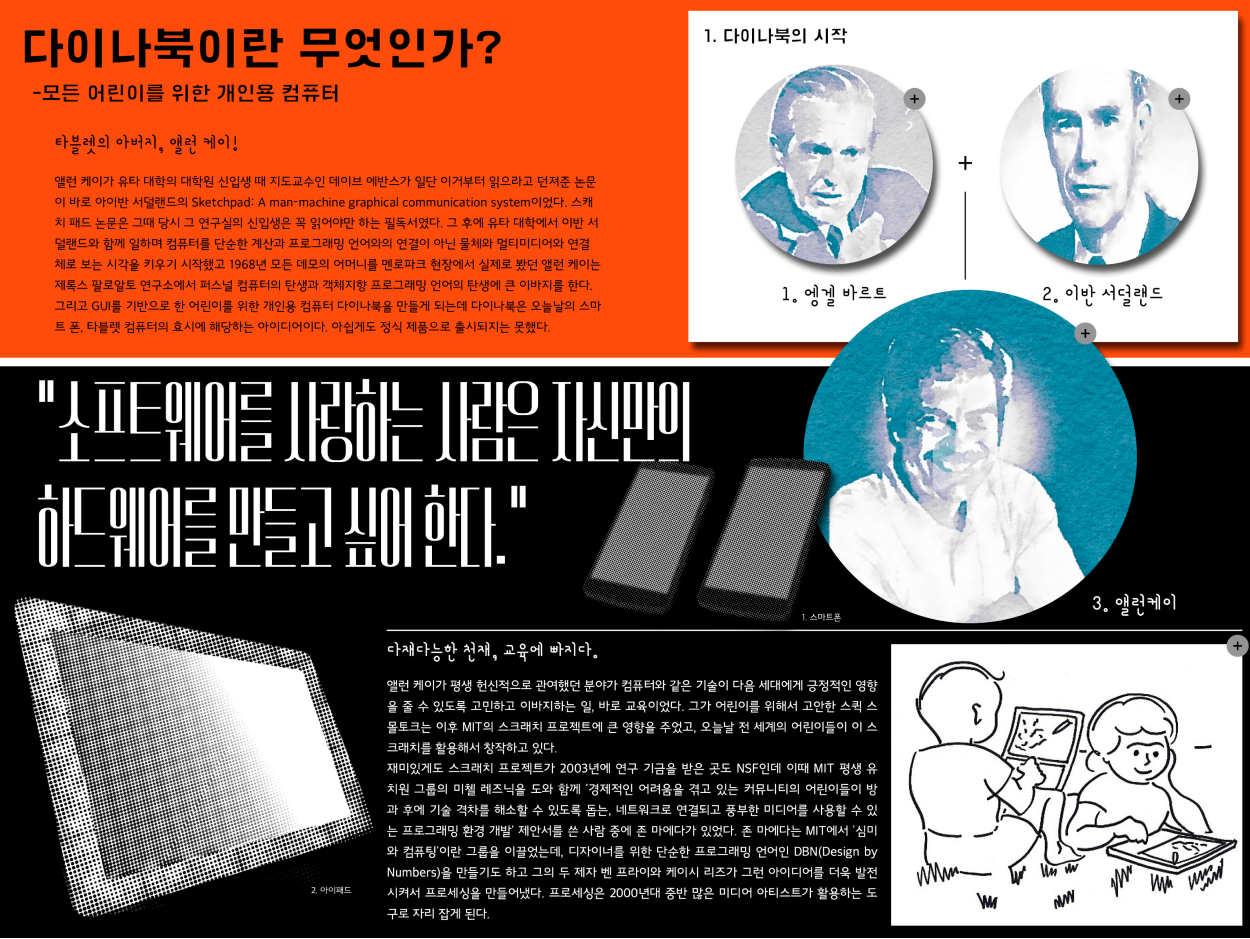 다이나북이란 무엇인가?
-모든 어린이를 위한 개인용 컴퓨터
타블렛의 아버지, 앨런 케이!
앨런 케이가 유타 대학의 대학원 신입생 때 지도교수인 데이브 에반스가 일단 이거부터 읽으라고 던져준 논문
이 바로 아이반 서덜랜드의 Sketchpad: A man-machine graphical communication system이었다. 스캐
치 패드 논문은 그때 당시 그 연구실의 신입생은 꼭 읽어야만 하는 필독서였다. 그 후에 유타 대학에서 이반 서
덜랜드와 함께 일하며 컴퓨터를 단순한 계산과 프로그래밍 언어와의 연결이 아닌 물체와 멀티미디어와 연결
체로 보는 시각을 키우기 시작했고 1968년 모든 데모의 어머니를 멘로파크 현장에서 실제로 봤던 앨런 케이는
제록스 팔로알토 연구소에서 퍼스널 컴퓨터의 탄생과 객체지향 프로그래밍 언어의 탄생에 큰 이바지를 한다.
그리고 GUI를 기반으로 한 어린이를 위한 개인용 컴퓨터 다이나북을 만들게 되는데 다이나북은 오늘날의 스마
트 폰, 타블렛 컴퓨터의 효시에 해당하는 아이디어이다. 아쉽게도 정식 제품으로 출시되지는 못했다.
1. 다이나북의 시작
+
+
+
1. 엥겔 바르트
2. 이반 서덜랜드
+
3. 앨런케이
"소프트웨어를 사랑하는 사람은 자신만의
하드웨어를 만들고 싶어 한다."
1. 스마트폰
2. 아이패드
다재다능한 천재, 교육에 빠지다.
앨런 케이가 평생 헌신적으로 관여했던 분야가 컴퓨터와 같은 기술이 다음 세대에게 긍정적인 영향
을 줄 수 있도록 고민하고 이바지하는 일, 바로 교육이었다. 그가 어린이를 위해서 고안한 스퀵 스
몰토크는 이후 MIT의 스크래치 프로젝트에 큰 영향을 주었고, 오늘날 전 세계의 어린이들이 이 스
크래치를 활용해서 창작하고 있다.
재미있게도 스크래치 프로젝트가 2003년에 연구 기금을 받은 곳도 NSF인데 이때 MIT 평생 유
치원 그룹의 미첼 레즈닉을 도와 함께 '경제적인 어려움을 겪고 있는 커뮤니티의 어린이들이 방
과 후에 기술 격차를 해소할 수 있도록 돕는, 네트워크로 연결되고 풍부한 미디어를 사용할 수 있
는 프로그래밍 환경 개발' 제안서를 쓴 사람 중에 존 마에다가 있었다. 존 마에다는 MIT에서 '심미
와 컴퓨팅'이란 그룹을 이끌었는데, 디자이너를 위한 단순한 프로그래밍 언어인 DBN(Design by
Numbers)을 만들기도 하고 그의 두 제자 벤 프라이와 케이시 리즈가 그런 아이디어를 더욱 발전
시켜서 프로세싱을 만들어냈다. 프로세싱은 2000년대 중반 많은 미디어 아티스트가 활용하는 도
구로 자리 잡게 된다.
+